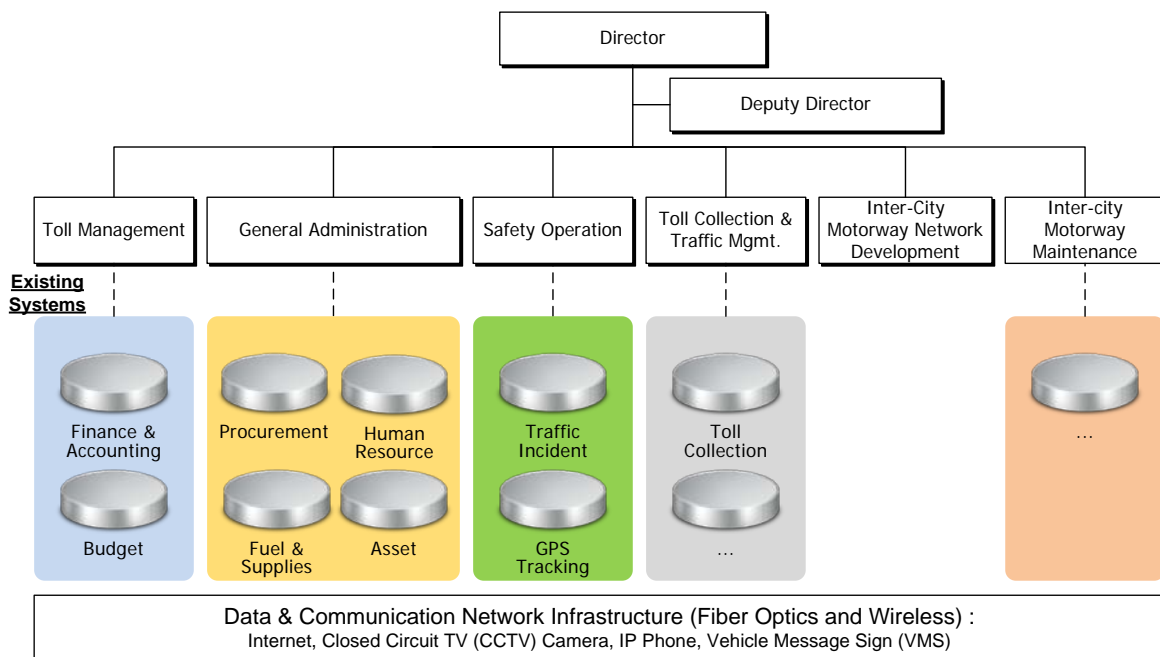 Director
Deputy Director
Toll Management
General Administration
Safety Operation
Toll Collection &
Traffic Mgmt.
Inter-City
Motorway Network
Development
Inter-city
Motorway
Maintenance
Existing
Systems
Finance &
Accounting
Budget
Procurement
Human
Resource
Fuel &
Supplies
Asset
Traffic
Incident
GPS
Tracking
Toll
Collection
...
...
Data & Communication Network Infrastructure (Fiber Optics and Wireless) :
Internet, Closed Circuit TV (CCTV) Camera, IP Phone, Vehicle Message Sign (VMS)